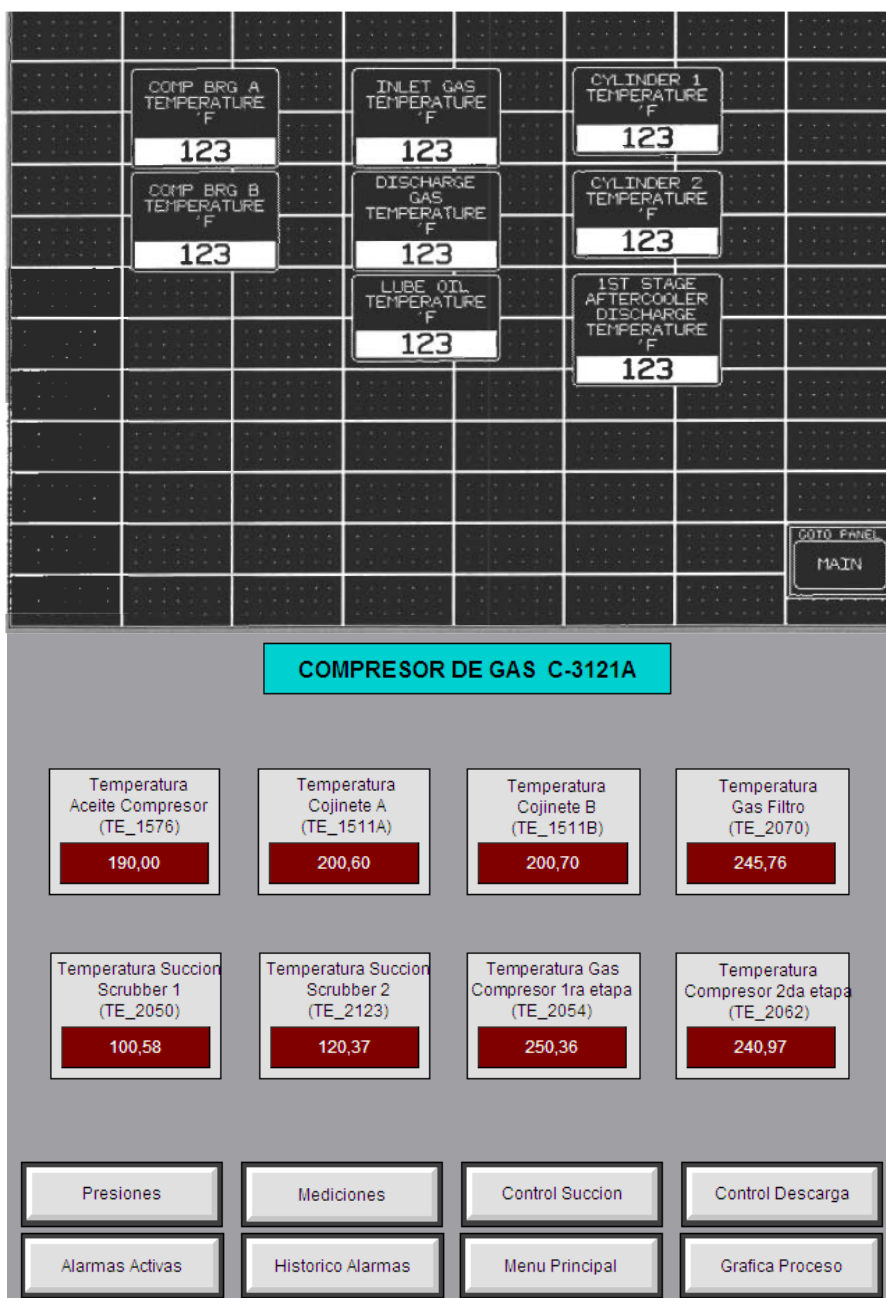 COMP BRG A
TEMPERATURE
'F
123
INLET GAS
TEMPERATURE
'F
123
CYLINDER 1
TEMPERATURE
'F
123
COMP BRG B
TEMPERATURE
'F
123
DISCHARGE
GAS
TEMPERATURE
'F
123
CYLINDER 2
TEMPERATURE
'F
123
LUBE OIL
TEMPERATURE
'F
123
1ST STAGE
AFTERCOOLER
DISCHARGE
TEMPERATURE
'F
123
GOTO PANEL
MAIN
COMPRESOR DE GAS C-3121A
Temperatura
Aceite Compresor
(TE_1576)
190,00
Temperatura
Cojinete A
(TE_1511A)
200,60
Temperatura
Cojinete B
(TE_1511B)
200,70
Temperatura
Gas Filtro
(TE_2070)
245,76
Temperatura Succion
Scrubber 1
(TE_2050)
100,58
Temperatura Succion
Scrubber 2
(TE_2123)
120,37
Temperatura Gas
Compresor 1ra etapa
(TE_2054)
250,36
Temperatura
Compresor 2da etapa
(TE_2062)
240,97
Presiones
Mediciones
Control Succion
Control Descarga
Alarmas Activas
Historico Alarmas
Menu Principal
Grafica Proceso